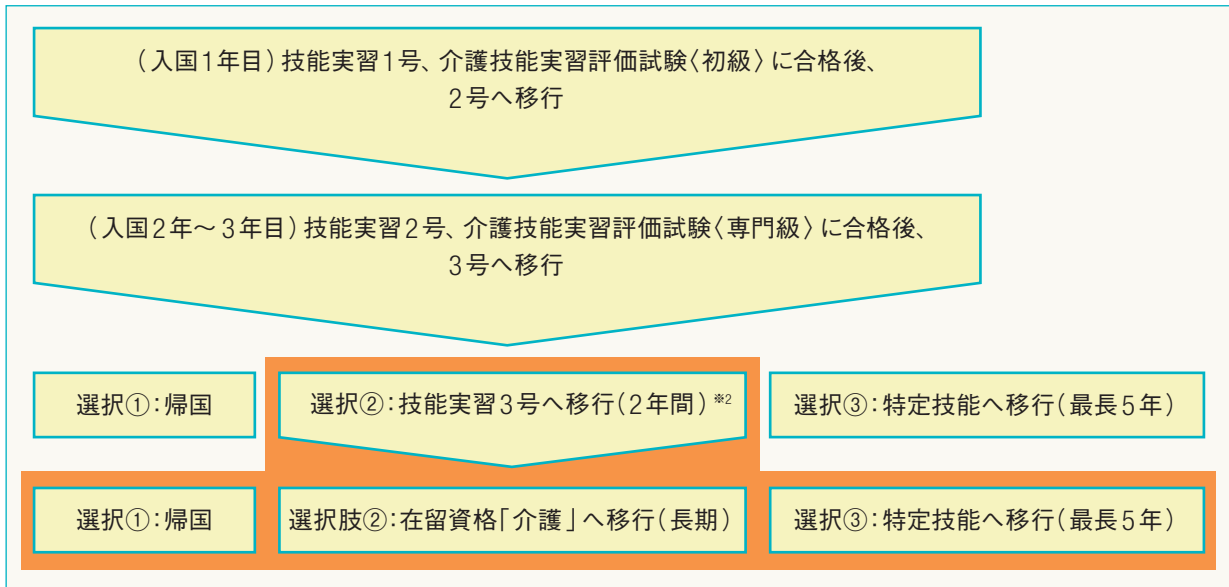 （入国1年目）技能実習1号、介護技能実習評価試験〈初級〉に合格後、
2号へ移行
（入国2年～3年目）技能実習2号、介護技能実習評価試験〈専門級〉に合格後、
3号へ移行
選択①：帰国
選択②：技能実習3号へ移行（2年間）※2
選択③：特定技能へ移行（最長5年）
選択①：帰国
選択肢②：在留資格「介護」へ移行（長期）
選択③：特定技能へ移行（最長5年）